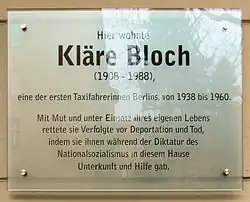 Hier wohnte
Kläre Bloch
(1908 - 1988),
eine der ersten Taxifahrerinnen Berlins, von 1938 bis 1960.
Mit Mut und unter Einsatz ihres eigenen Lebens
rettete sie Verfolgte vor Deportation und Tod,
indem sie ihnen während der Diktatur des
Nationalsozialismus in diesem Hause
Unterkunft und Hilfe gab.